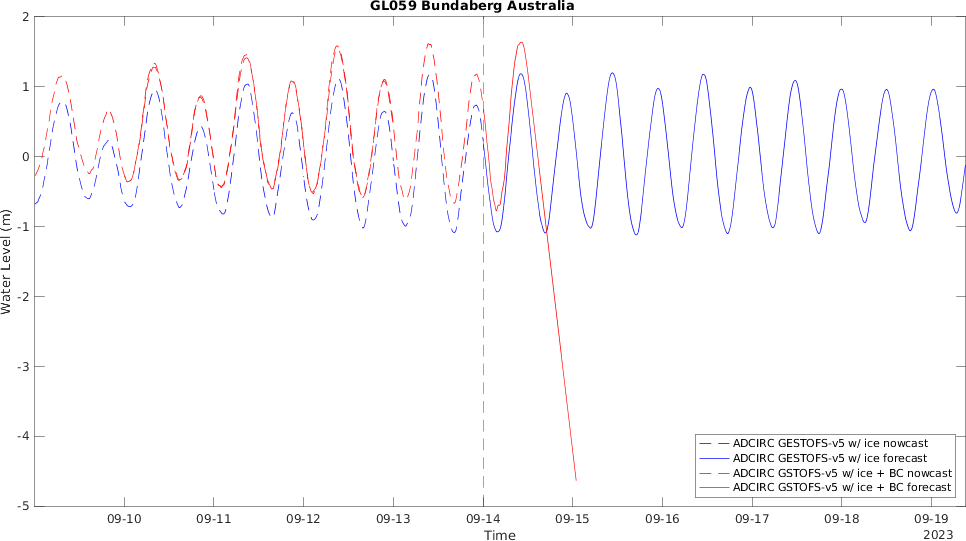 GL059 Bundaberg Australia
2
1
0
-1
-2
-3
-4
-5
Water Level (m)
ADCIRC GESTOFS-v5 w/ ice nowcast
ADCIRC GESTOFS-v5 w/ ice forecast
ADCIRC GSTOFS-v5 w/ ice + BC nowcast
ADCIRC GSTOFS-v5 w/ ice + BC forecast
09-10 09-11 09-12 09-13 09-14 09-15 09-16 09-17 09-18 09-19
Time
2023